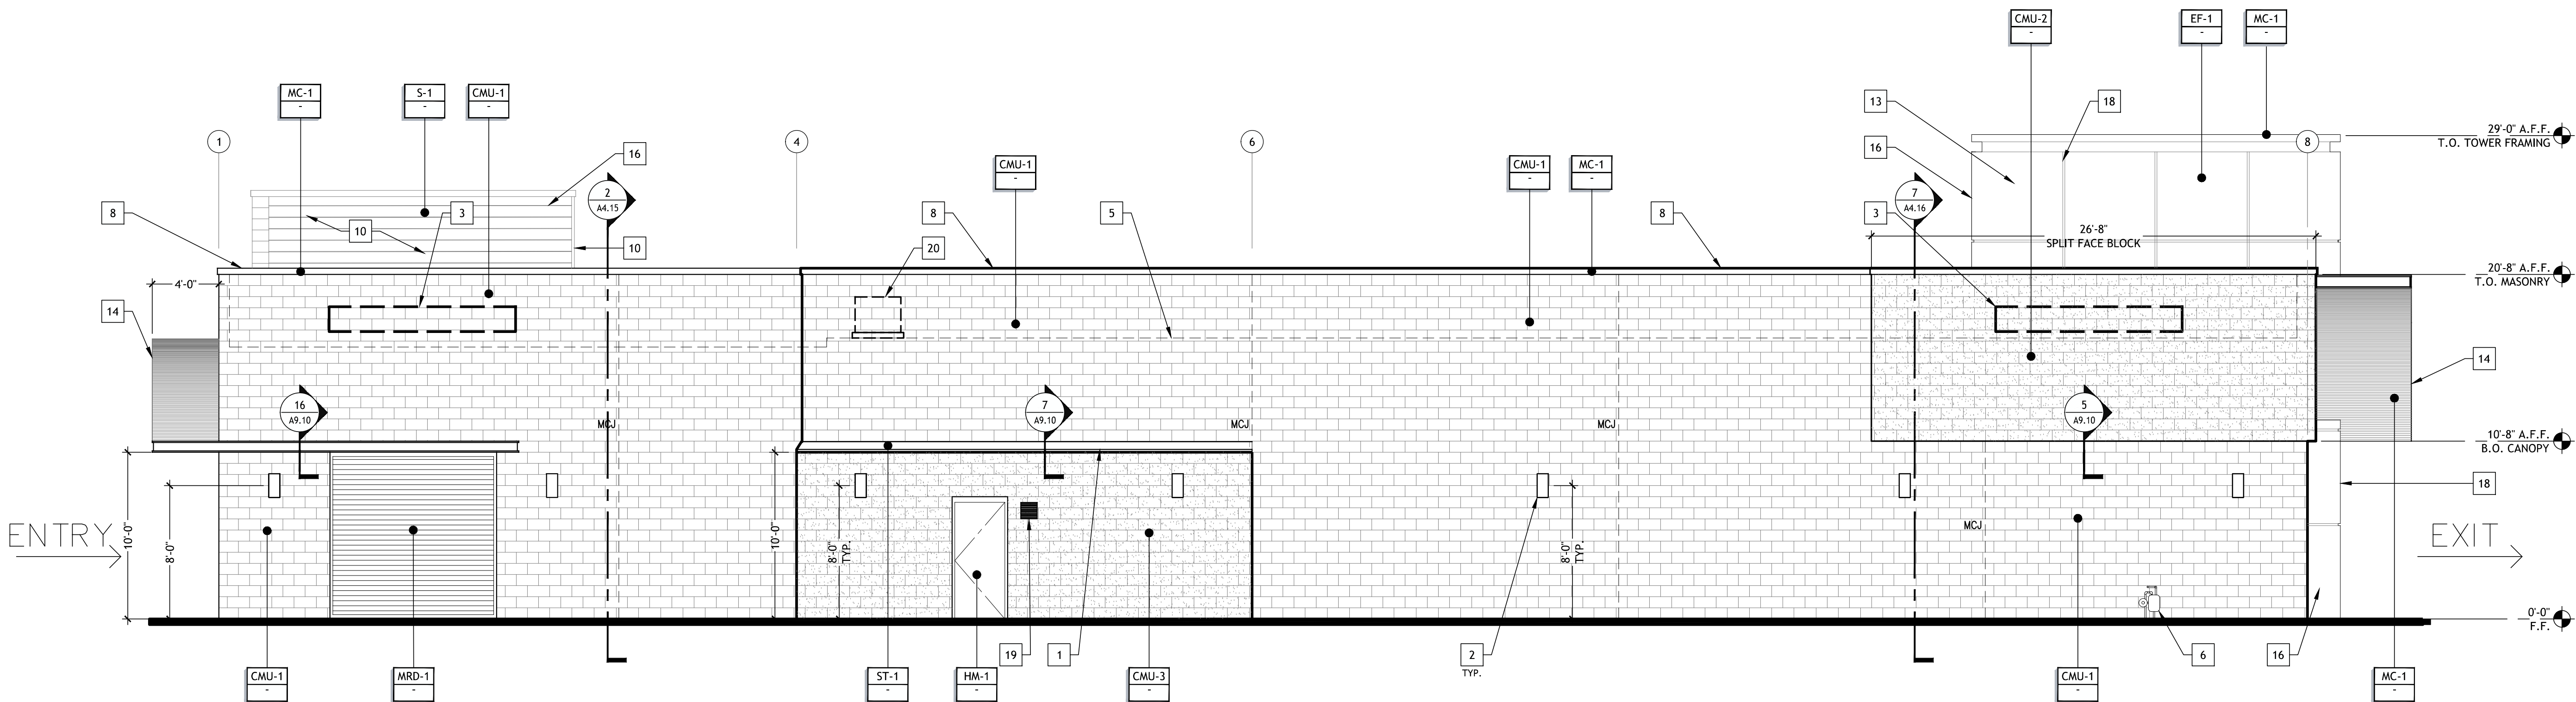 CMU-2
-
EF-1
-
MC-1
-
MC-1
-
S-1
-
CMU-1
-
13
18
1
4
6
8
29'-0" A.F.F.
T.O. TOWER FRAMING
16
CMU-1
-
CMU-1
-
MC-1
-
16
2
A4.15
7
A4.16
8
3
8
5
8
3
10
10
20
26'-8"
SPLIT FACE BLOCK
20'-8" A.F.F.
T.O. MASONRY
4'-0"
14
14
16
A9.10
7
A9.10
5
A9.10
MCJ
MCJ
MCJ
10'-8" A.F.F.
B.O. CANOPY
18
ENTRY
10'-0"
8'-0"
10'-0"
8'-0"
TYP.
8'-0"
TYP.
MCJ
EXIT
0'-0"
F.F.
19
1
2
TYP.
6
16
CMU-1
-
MRD-1
-
ST-1
-
HM-1
-
CMU-3
-
CMU-1
-
MC-1
-